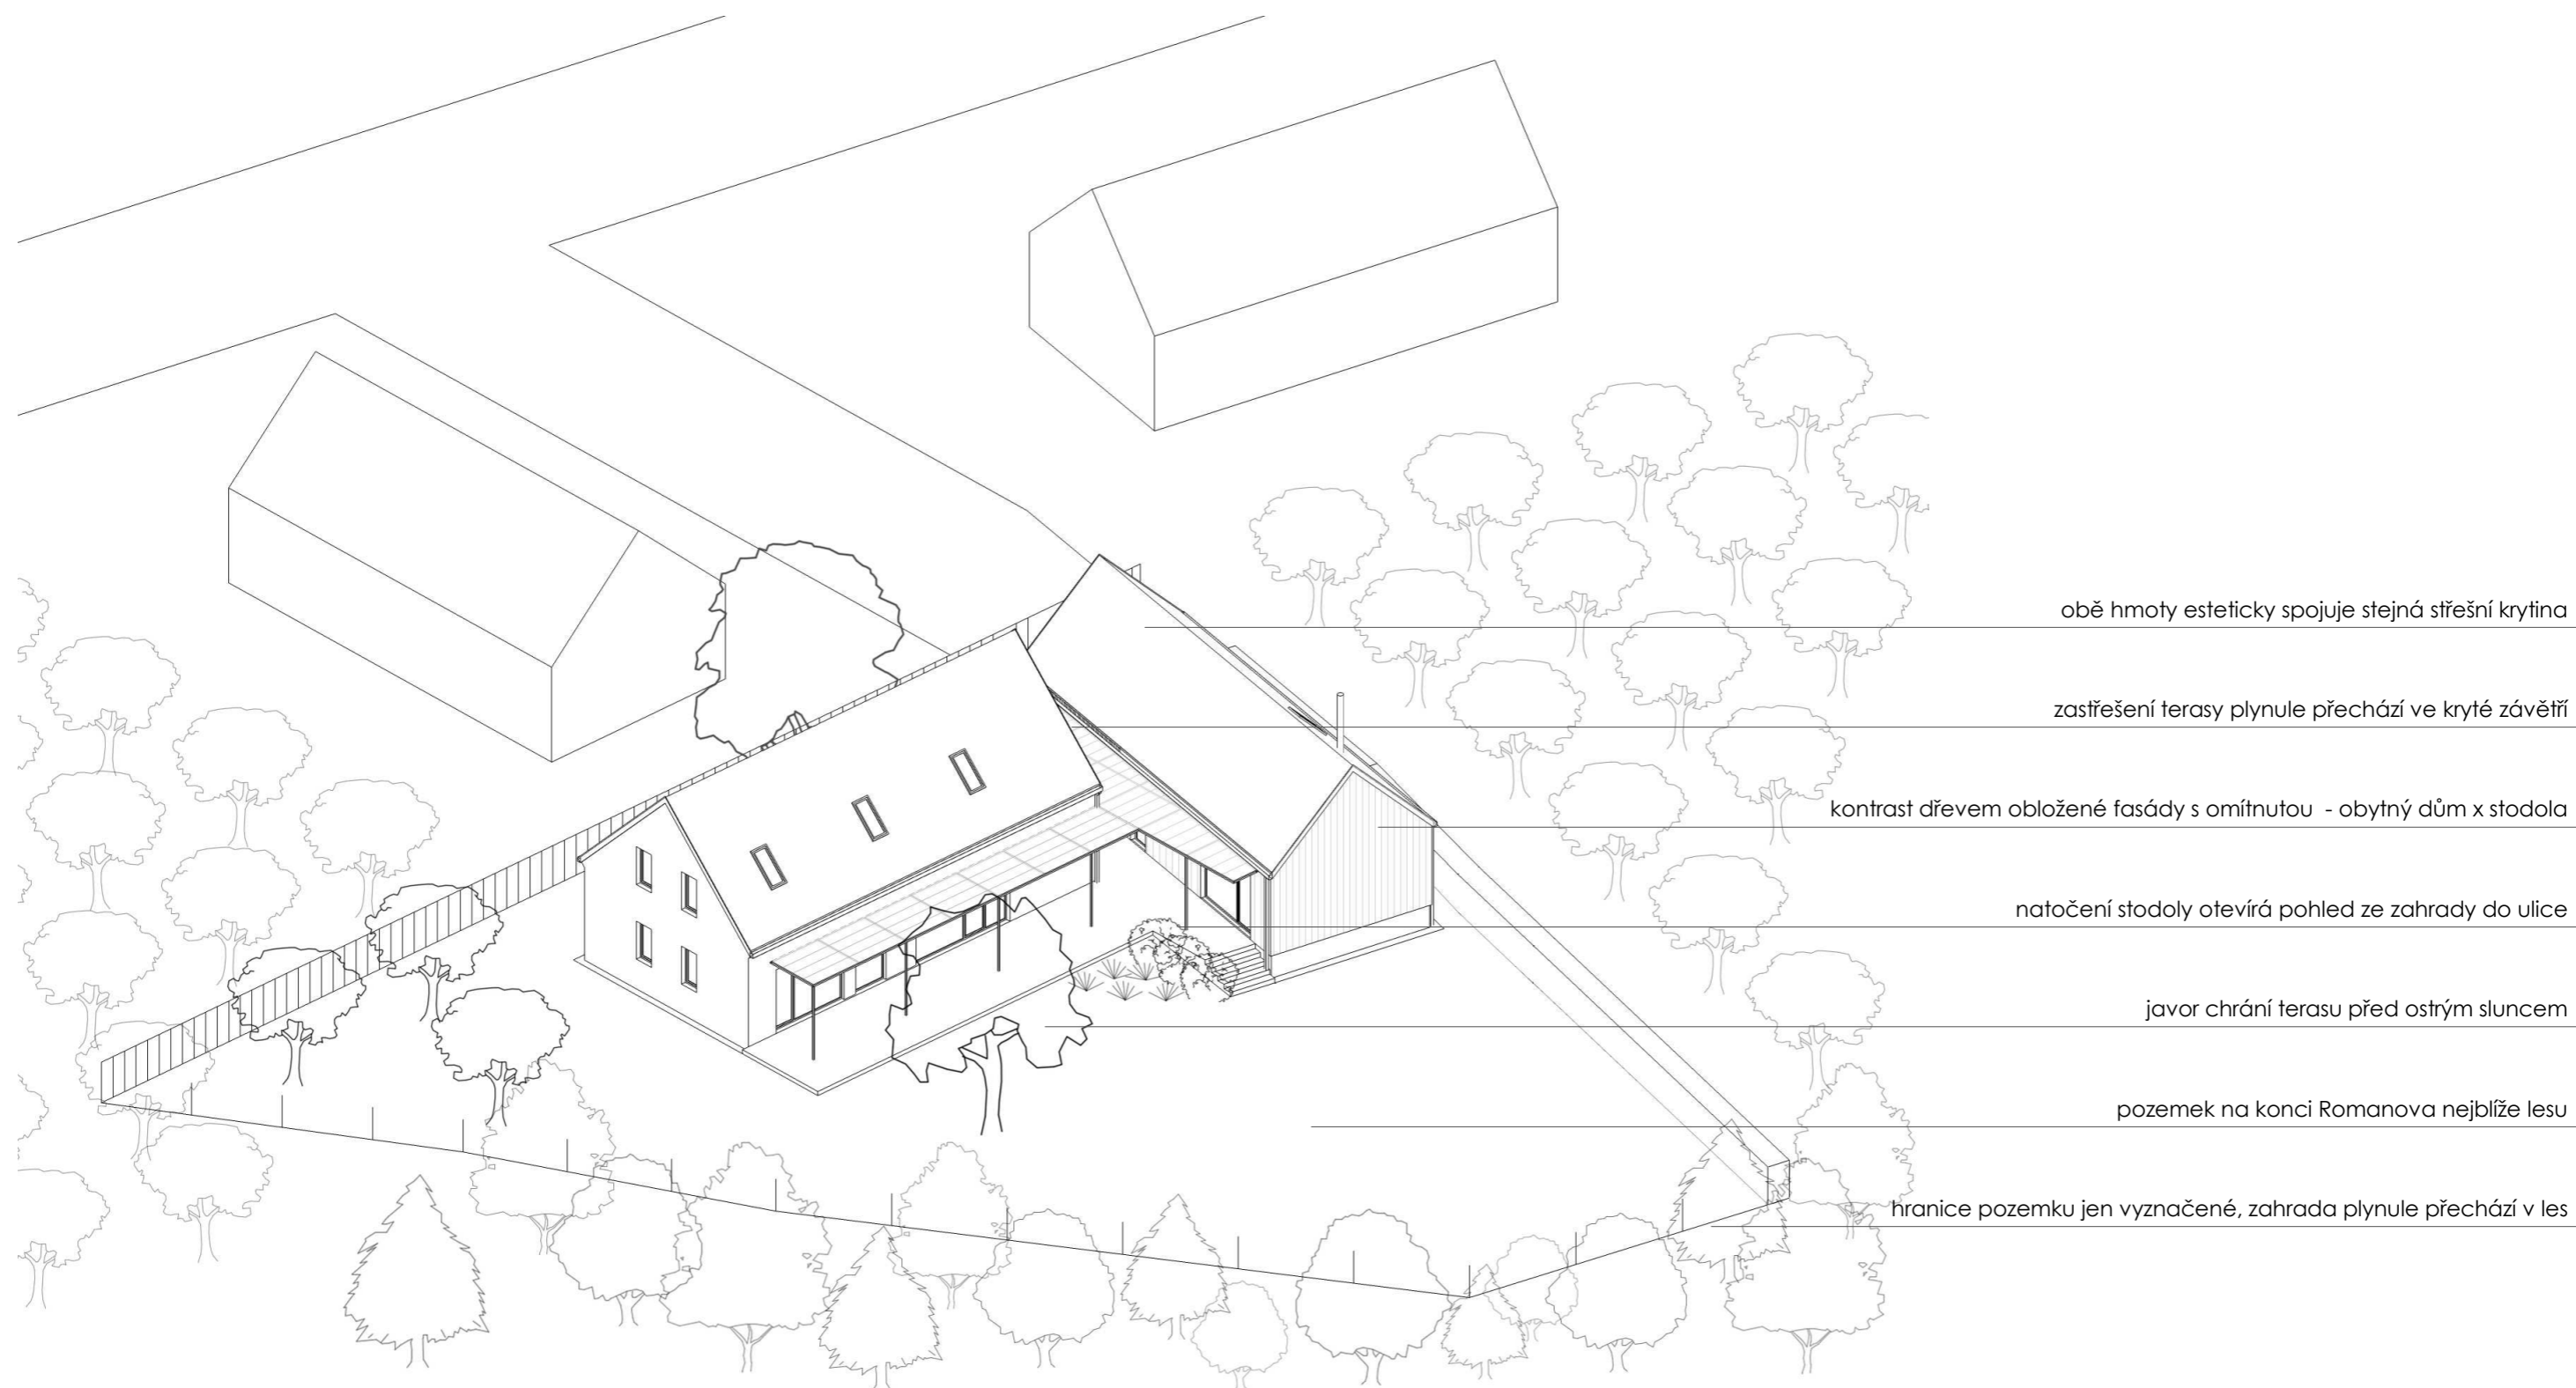 obě hmoty esteticky spojuje stejná střešní krytina
zastřešení terasy plynule přechází ve kryté závětří
kontrast dřevem obložené fasády s omítnutou  - obytný dům x stodola
natočení stodoly otevírá pohled ze zahrady do ulice
javor chrání terasu před ostrým sluncem
pozemek na konci Romanova nejblíže lesu
hranice pozemku jen vyznačené, zahrada plynule přechází v les